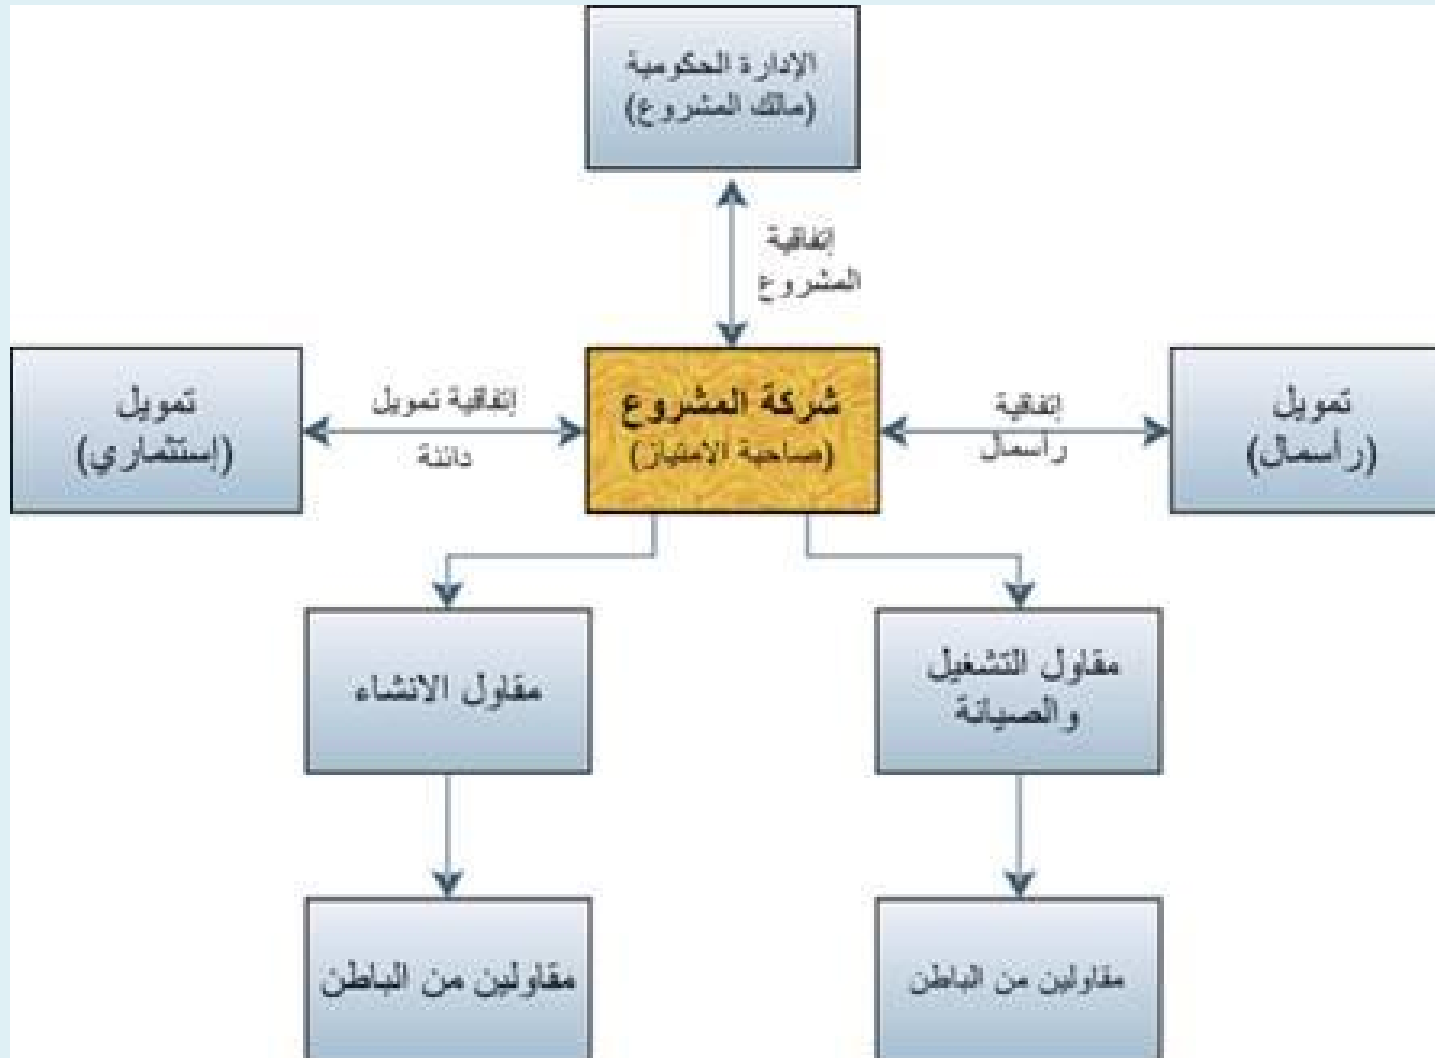 الإدارة الحكومية
(مالك المشروع)
إتفاقية
المشروع
تمويل
(رأسمال)
إتفاقية
رأسمال
شركة المشروع
(صاحبة الامتياز)
إتفاقية تمويل
دائنة
تمويل
(إستثماري)
مقاول التشغيل
والصيانة
مقاول الانشاء
مقاولين من الباطن
مقاولين من الباطن